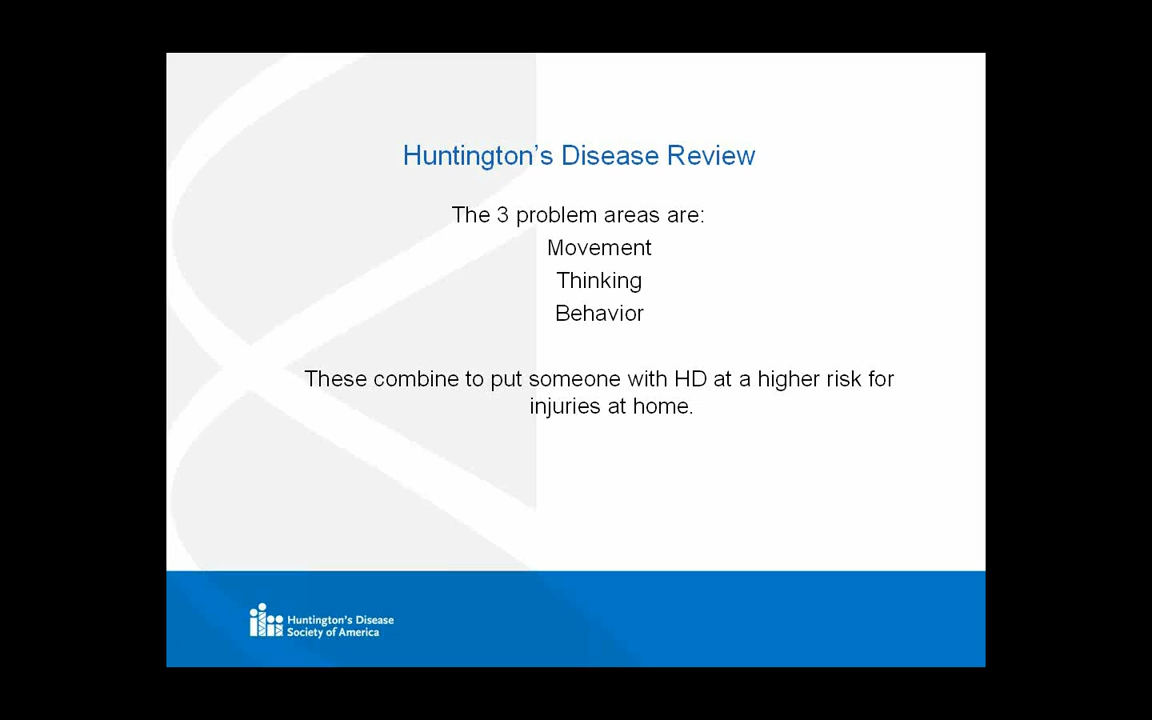 Huntington's Disease Review
The 3 problem areas are:
Movement
Thinking
Behavior
These combine to put someone with HD at a higher risk for
injuries at home.
Huntington's Disease
Society of America